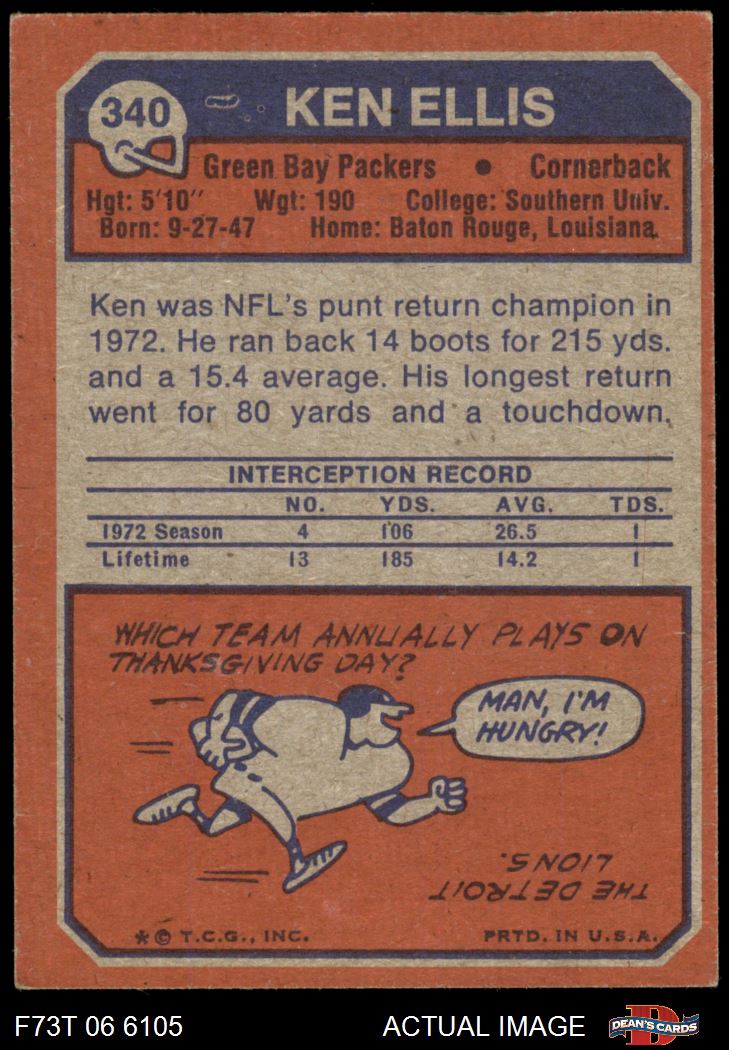 340
KEN ELLIS
Green Bay Packers • Cornerback
Hgt: 5'10" Wgt: 190 College: Southern Univ.
Born: 9-27-47 Home: Baton Rouge, Louisiana.
Ken was NFL's punt return champion in
1972. He ran back 14 boots for 215 yds.
and a 15.4 average. His longest return
went for 80 yards and a touchdown.
INTERCEPTION RECORD
NO. YDS. AVG. TDS.
1972 Season 4 106 26.5 1
Lifetime 13 185 14.2 1
WHICH TEAM ANNUALLY PLAYS ON
THANKSGIVING DAY?
MAN, I'M
HUNGRY!
THE DETROIT
LIONS.
* © T.C.G., INC. PRTD. IN U.S.A.
F73T 06 6105 ACTUAL IMAGE
D
DEAN'S CARDS